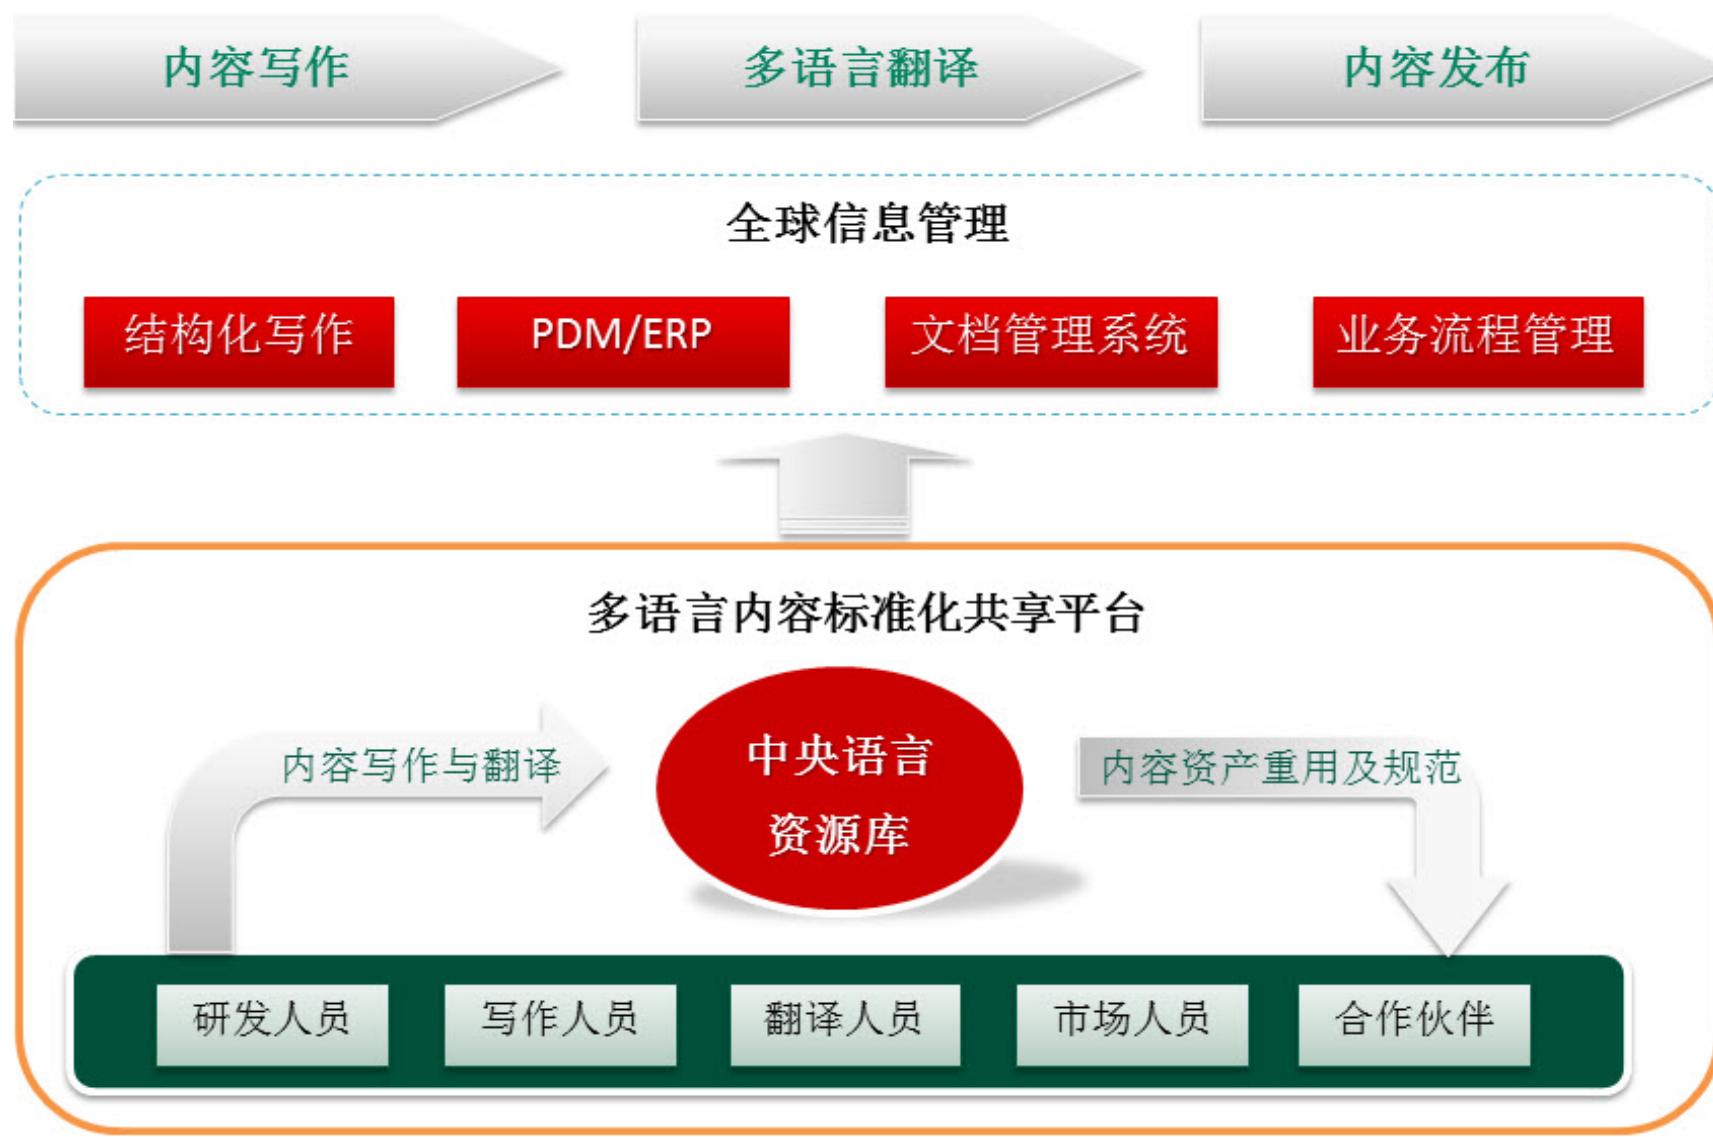 内容写作
多语言翻译
内容发布
全球信息管理
结构化写作
PDM/ERP
文档管理系统
业务流程管理
多语言内容标准化共享平台
内容写作与翻译
中央语言
资源库
内容资产重用及规范
研发人员
写作人员
翻译人员
市场人员
合作伙伴